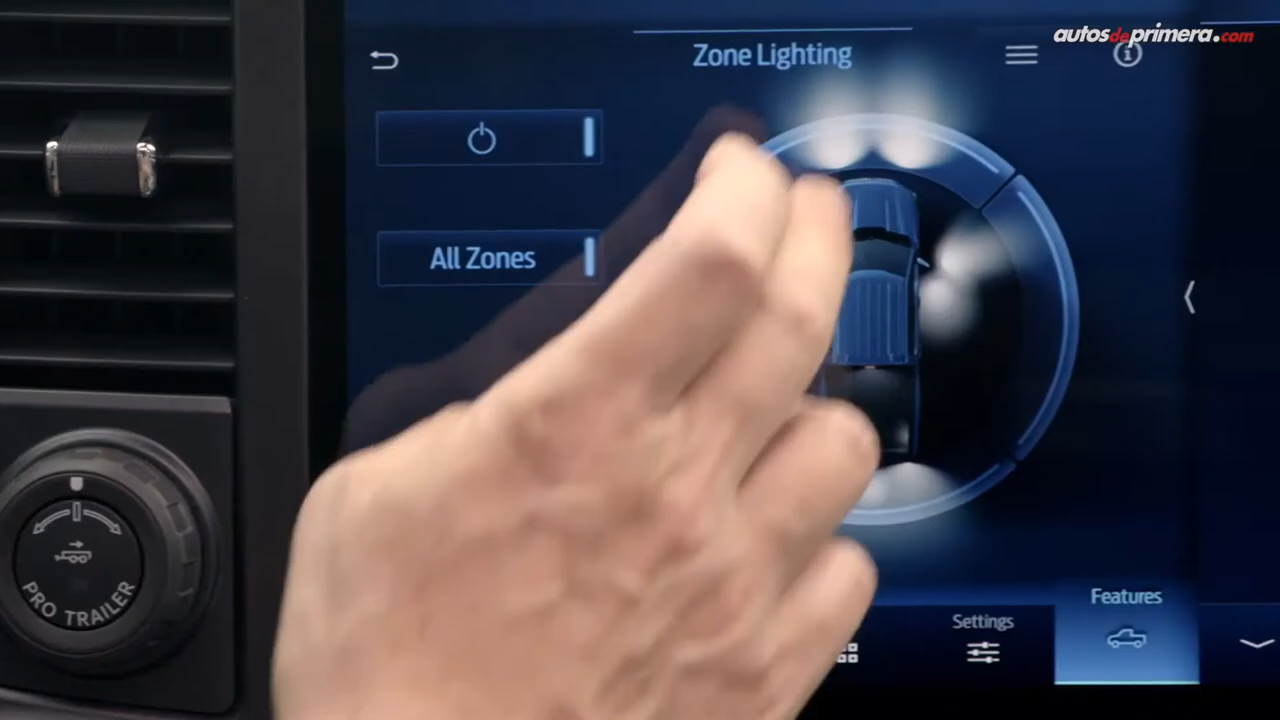 autosdeprimera.com
Zone Lighting
All Zones
PRO TRAILER
Features
Settings